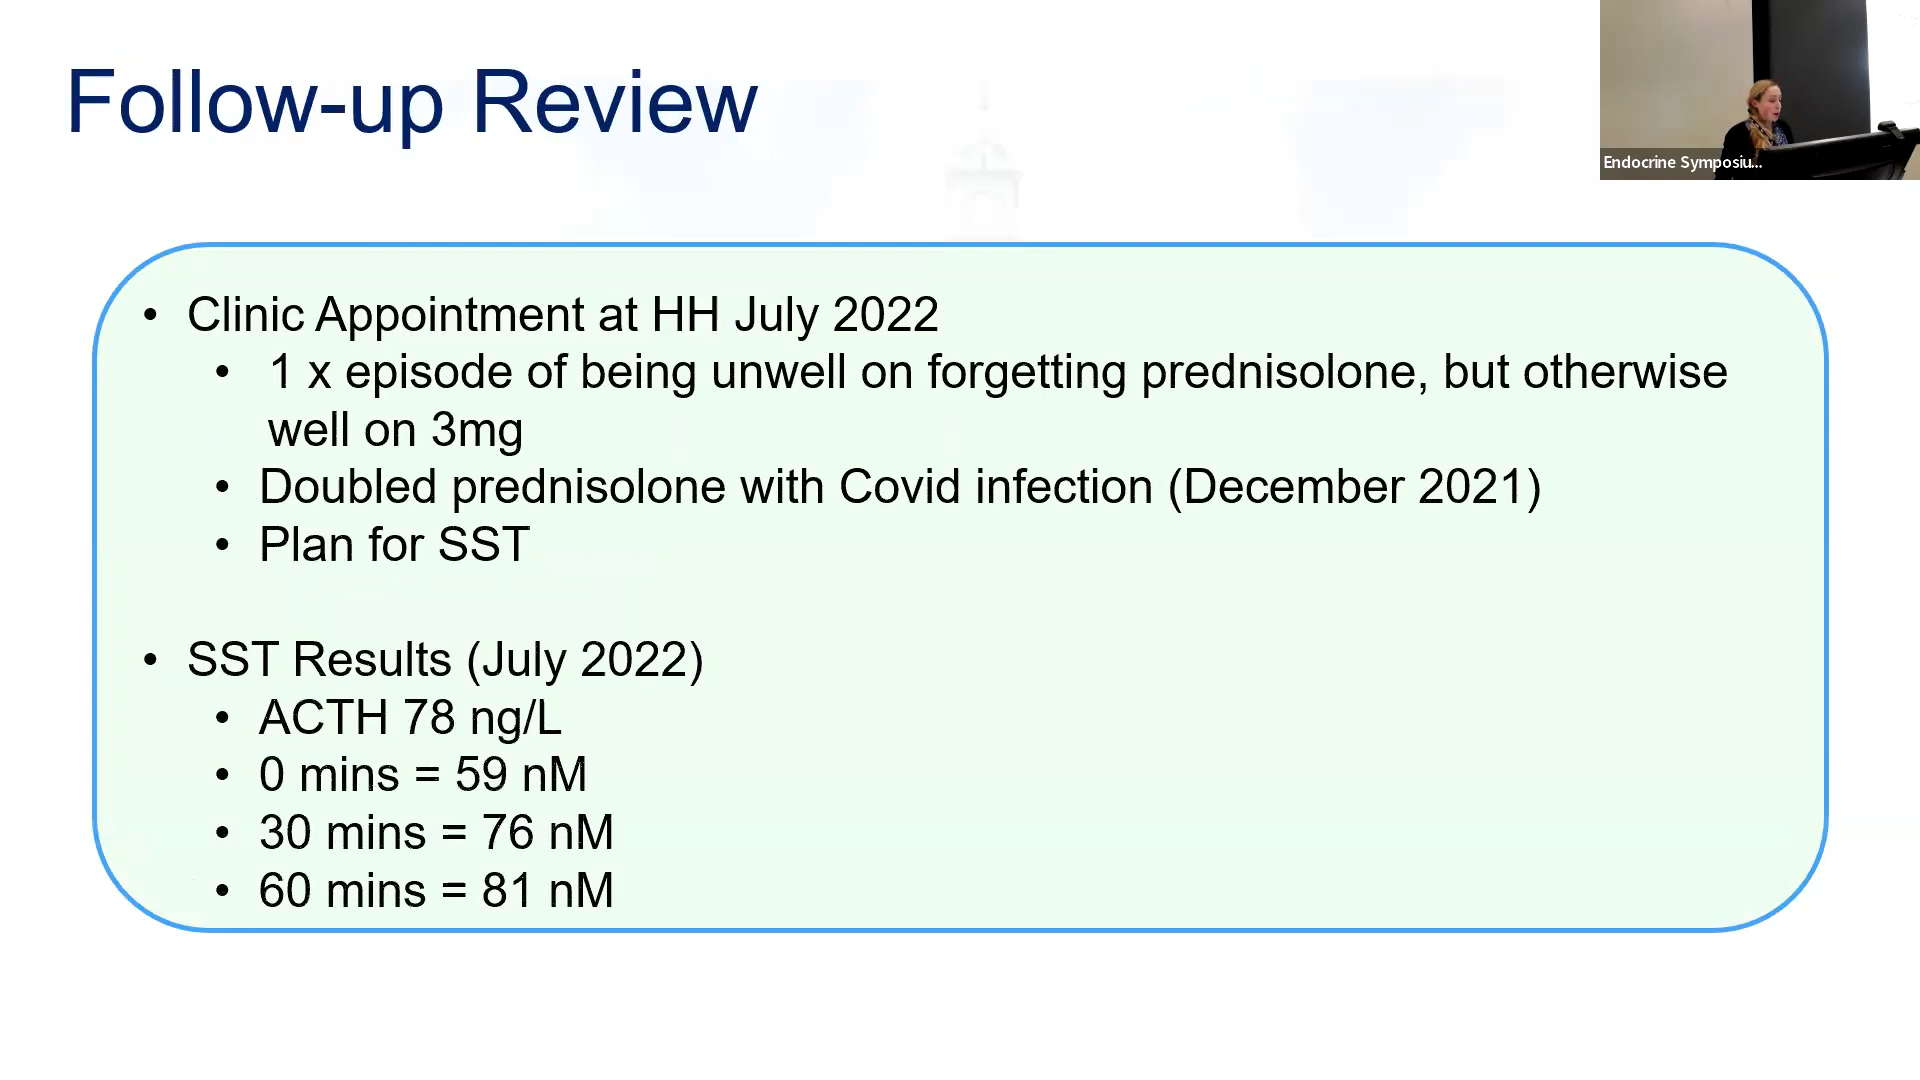 Follow-up Review
Endocrine Symposiu...
• Clinic Appointment at HH July 2022
• 1 x episode of being unwell on forgetting prednisolone, but otherwise
well on 3mg
• Doubled prednisolone with Covid infection (December 2021)
• Plan for SST
• SST Results (July 2022)
• ACTH 78 ng/L
• 0 mins = 59 nM
• 30 mins = 76 nM
• 60 mins = 81 nM